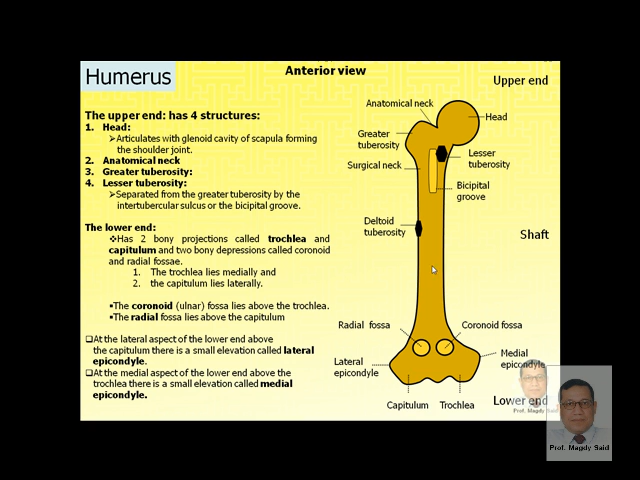 Humerus
Anterior view
Upper end
The upper end: has 4 structures:
1. Head:
➢Articulates with glenoid cavity of scapula forming
the shoulder joint.
2. Anatomical neck
3. Greater tuberosity:
4. Lesser tuberosity:
➢Separated from the greater tuberosity by the
intertubercular sulcus or the bicipital groove.
The lower end:
❖Has 2 bony projections called trochlea and
capitulum and two bony depressions called coronoid
and radial fossae.
1. The trochlea lies medially and
2. the capitulum lies laterally.
▪The coronoid (ulnar) fossa lies above the trochlea.
▪The radial fossa lies above the capitulum
❑At the lateral aspect of the lower end above
the capitulum there is a small elevation called lateral
epicondyle.
❑At the medial aspect of the lower end above the
trochlea there is a small elevation called medial
epicondyle.
Anatomical neck
Head
Greater
tuberosity
Lesser
tuberosity
Surgical neck
Bicipital
groove
Deltoid
tuberosity
Shaft
Radial fossa
Coronoid fossa
Lateral
epicondyle
Medial
epicondyle
Capitulum
Trochlea
Lower end
Prof. Magdy Said
Prof. Magdy Said